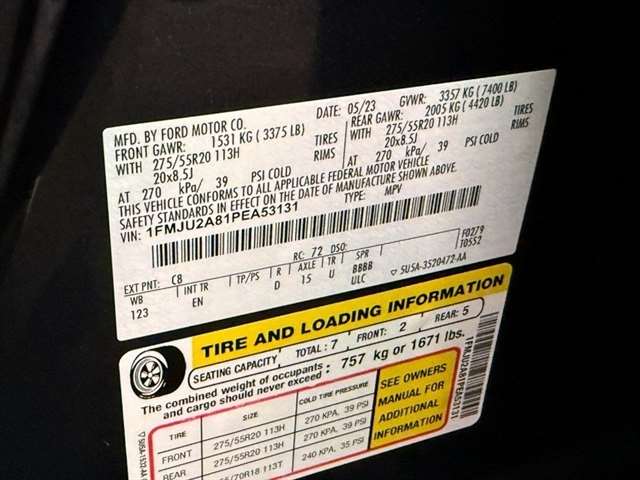 MFD. BY FORD MOTOR CO.
DATE: 05/23 GVWR: 3357 KG ( 7400 LB)
FRONT GAWR: 1531 KG ( 3375 LB) REAR GAWR: 2005 KG ( 4420 LB)
WITH 275/55R20 113H TIRES WITH 275/55R20 113H TIRES
20x8.5J RIMS 20x8.5J RIMS
AT 270 kPa/ 39 PSI COLD AT 270 kPa/ 39 PSI COLD
THIS VEHICLE CONFORMS TO ALL APPLICABLE FEDERAL MOTOR VEHICLE
SAFETY STANDARDS IN EFFECT ON THE DATE OF MANUFACTURE SHOWN ABOVE.
VIN: 1FMJU2A81PEA53131 TYPE: MPV
F0279
T0552
EXT PNT: C8 RC: 72 DSO:
WB INT TR TP/PS R AXLE TR SPR
123 EN D 15 U BBBB
ULC 5U5A-3520472-AA
TIRE AND LOADING INFORMATION
SEATING CAPACITY TOTAL: 7 FRONT: 2 REAR: 5
The combined weight of occupants and cargo should never exceed : 757 kg or 1671 lbs.
TIRE SIZE COLD TIRE PRESSURE
FRONT 275/55R20 113H 270 KPA, 39 PSI
REAR 275/55R20 113H 270 KPA, 39 PSI
/70R18 113T 240 KPA, 35 PSI
SEE OWNERS
MANUAL FOR
ADDITIONAL
INFORMATION
1FMJU2A81PEA53131